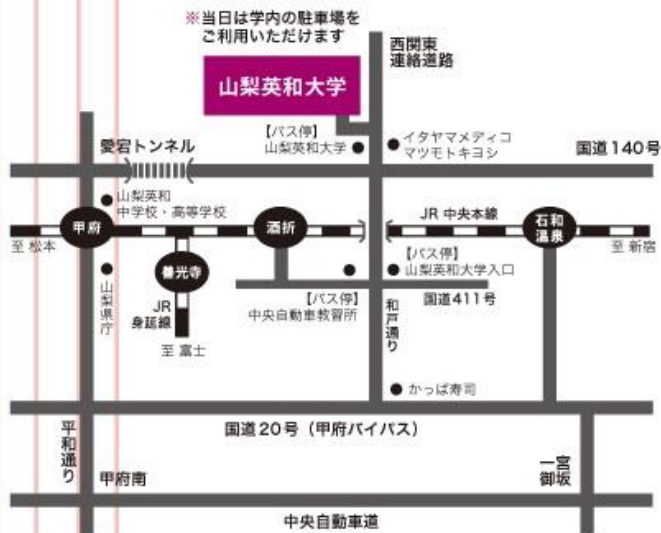 ※当日は学内の駐車場を
ご利用いただけます
西関東
連絡道路
山梨英和大学
愛宕トンネル
【バス停】
山梨英和大学
イタヤマメディコ
マツモトキヨシ
国道140号
山梨英和
中学校・高等学校
甲府
酒折
JR 中央本線
石和
温泉
至 松本
至 新宿
善光寺
【バス停】
山梨英和大学入口
山梨県庁
JR
身延線
【バス停】
中央自動車教習所
国道411号
和戸通り
至 富士
かっぱ寿司
平和通り
国道20号（甲府バイパス）
甲府南
一宮
御坂
中央自動車道